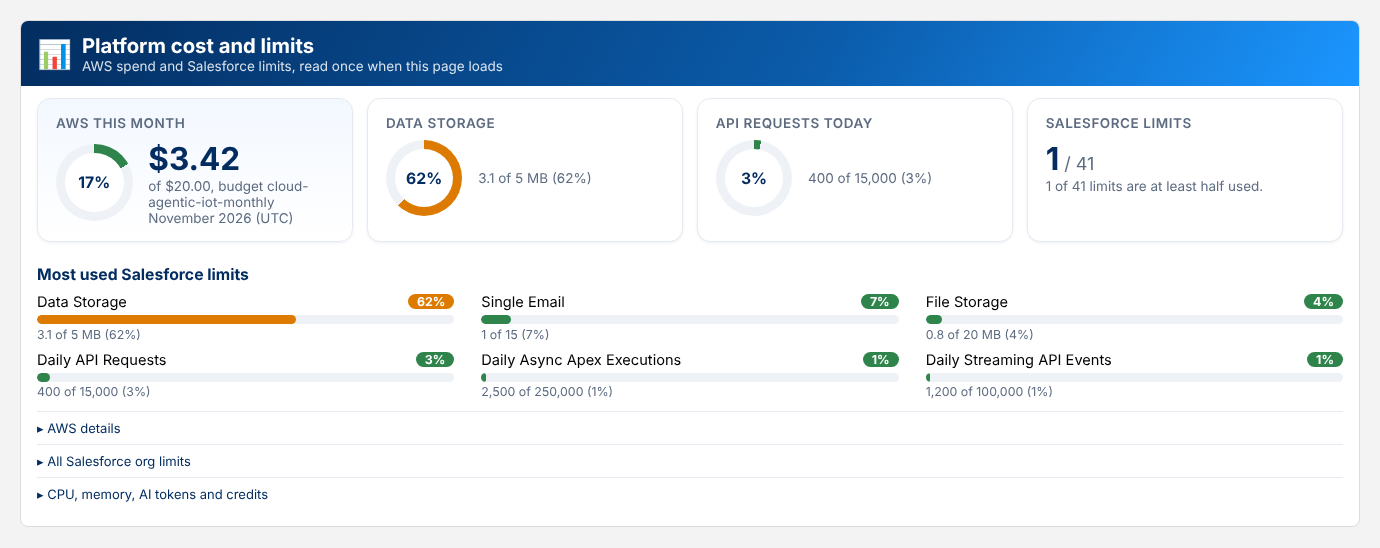 Platform cost and limits
AWS spend and Salesforce limits, read once when this page loads
AWS THIS MONTH
17%
$3.42
of $20.00, budget cloud-
agentic-iot-monthly
November 2026 (UTC)
DATA STORAGE
62%
3.1 of 5 MB (62%)
API REQUESTS TODAY
3%
400 of 15,000 (3%)
SALESFORCE LIMITS
1 / 41
1 of 41 limits are at least half used.
Most used Salesforce limits
Data Storage 62%
3.1 of 5 MB (62%)
Single Email 7%
1 of 15 (7%)
File Storage 4%
0.8 of 20 MB (4%)
Daily API Requests 3%
400 of 15,000 (3%)
Daily Async Apex Executions 1%
2,500 of 250,000 (1%)
Daily Streaming API Events 1%
1,200 of 100,000 (1%)
▸ AWS details
▸ All Salesforce org limits
▸ CPU, memory, AI tokens and credits